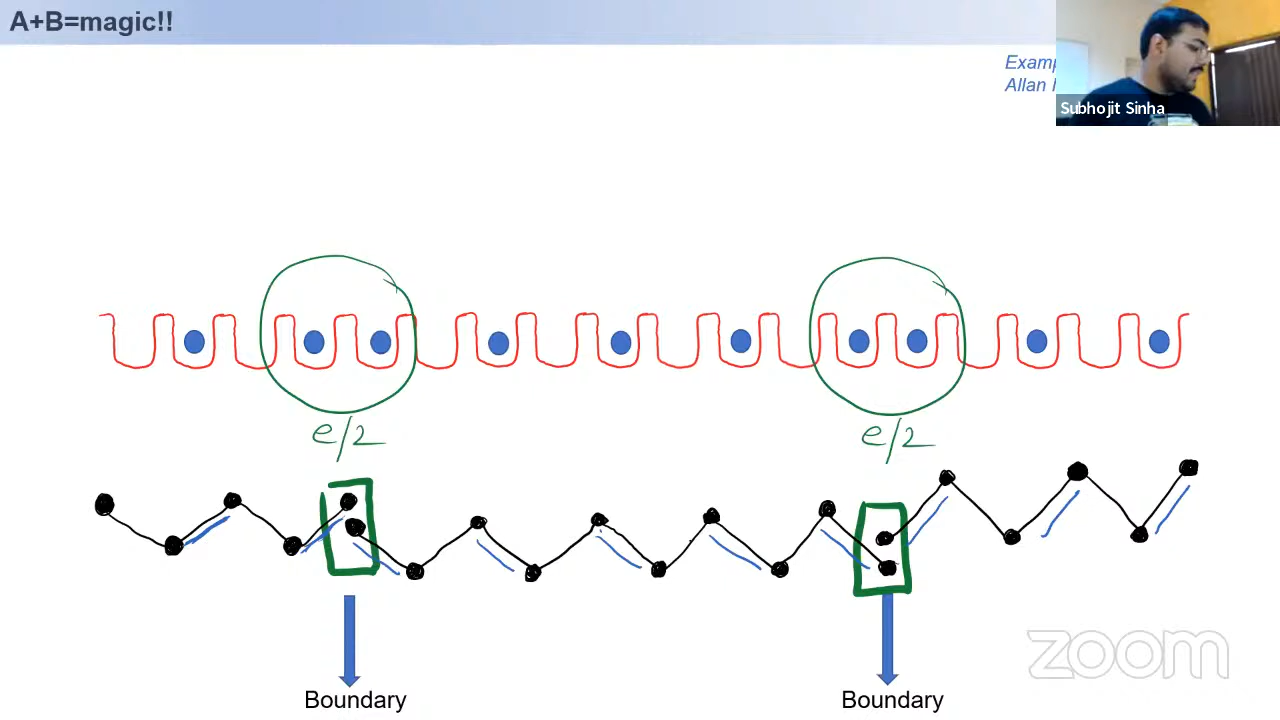 A+B=magic!!
Examp
Allan
Subhojit Sinha
e/2 e/2
zoom
Boundary Boundary